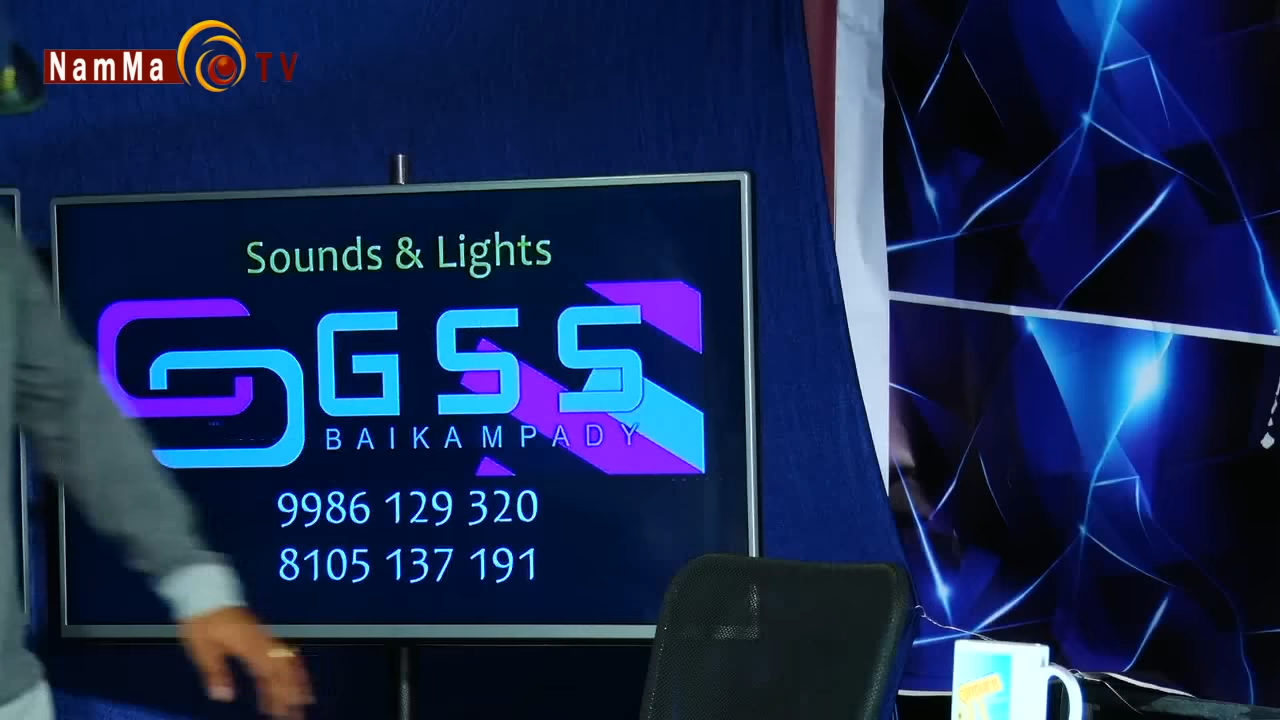 NamMa TV
Sounds & Lights
GSS
BAIKAMPADY
9986 129 320
8105 137 191